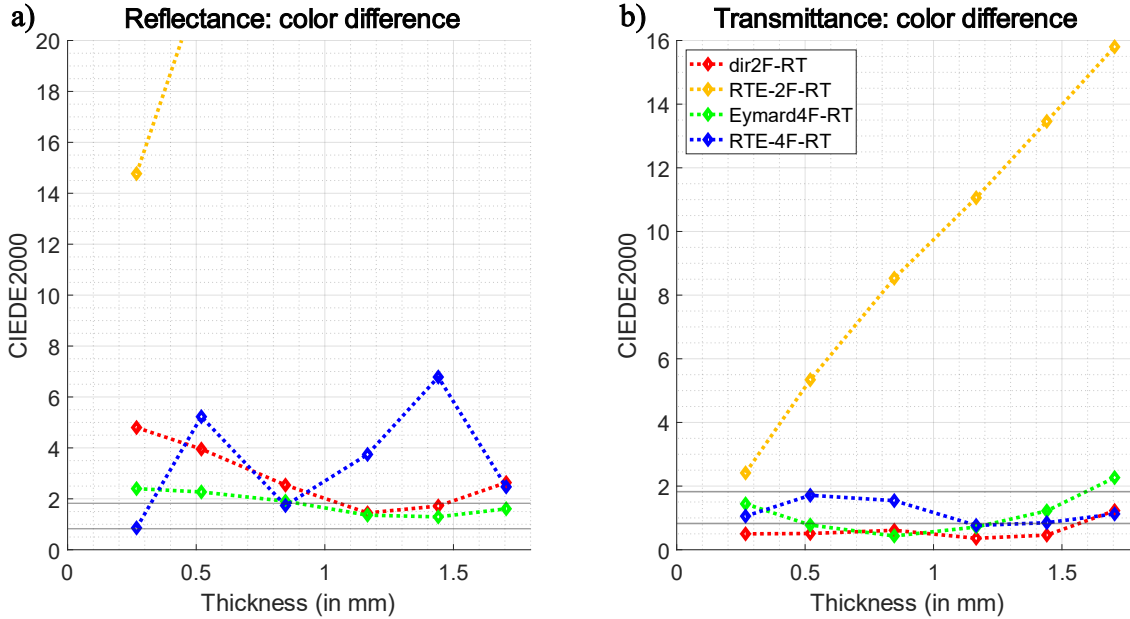 a) Reflectance: color difference
20
18
16
14
12
10
8
6
4
2
0
CIEDE2000
0 0.5 1 1.5
Thickness (in mm)
b) Transmittance: color difference
16
14
12
10
8
6
4
2
0
CIEDE2000
dir2F-RT
RTE-2F-RT
Eymard4F-RT
RTE-4F-RT
0 0.5 1 1.5
Thickness (in mm)